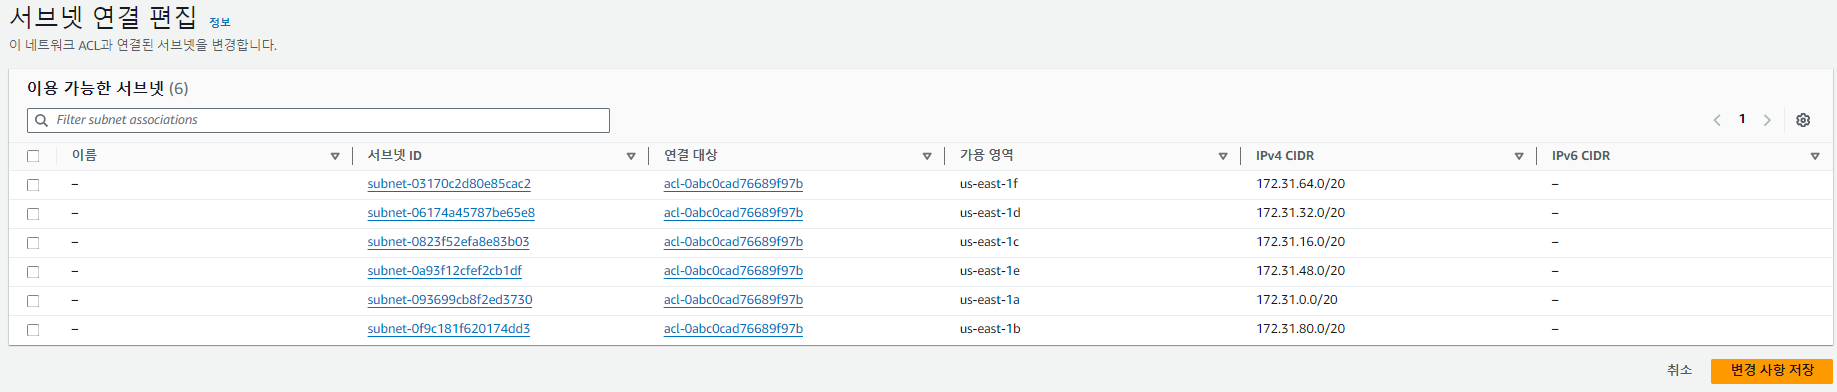 서브넷 연결 편집 정보
이 네트워크 ACL과 연결된 서브넷을 변경합니다.
이용 가능한 서브넷 (6)
Filter subnet associations
1
이름 서브넷 ID 연결 대상 가용 영역 IPv4 CIDR IPv6 CIDR
– subnet-03170c2d80e85cac2 acl-0abc0cad76689f97b us-east-1f 172.31.64.0/20 –
– subnet-06174a45787be65e8 acl-0abc0cad76689f97b us-east-1d 172.31.32.0/20 –
– subnet-0823f52efa8e83b03 acl-0abc0cad76689f97b us-east-1c 172.31.16.0/20 –
– subnet-0a93f12cfef2cb1df acl-0abc0cad76689f97b us-east-1e 172.31.48.0/20 –
– subnet-093699cb8f2ed3730 acl-0abc0cad76689f97b us-east-1a 172.31.0.0/20 –
– subnet-0f9c181f620174dd3 acl-0abc0cad76689f97b us-east-1b 172.31.80.0/20 –
취소 변경 사항 저장